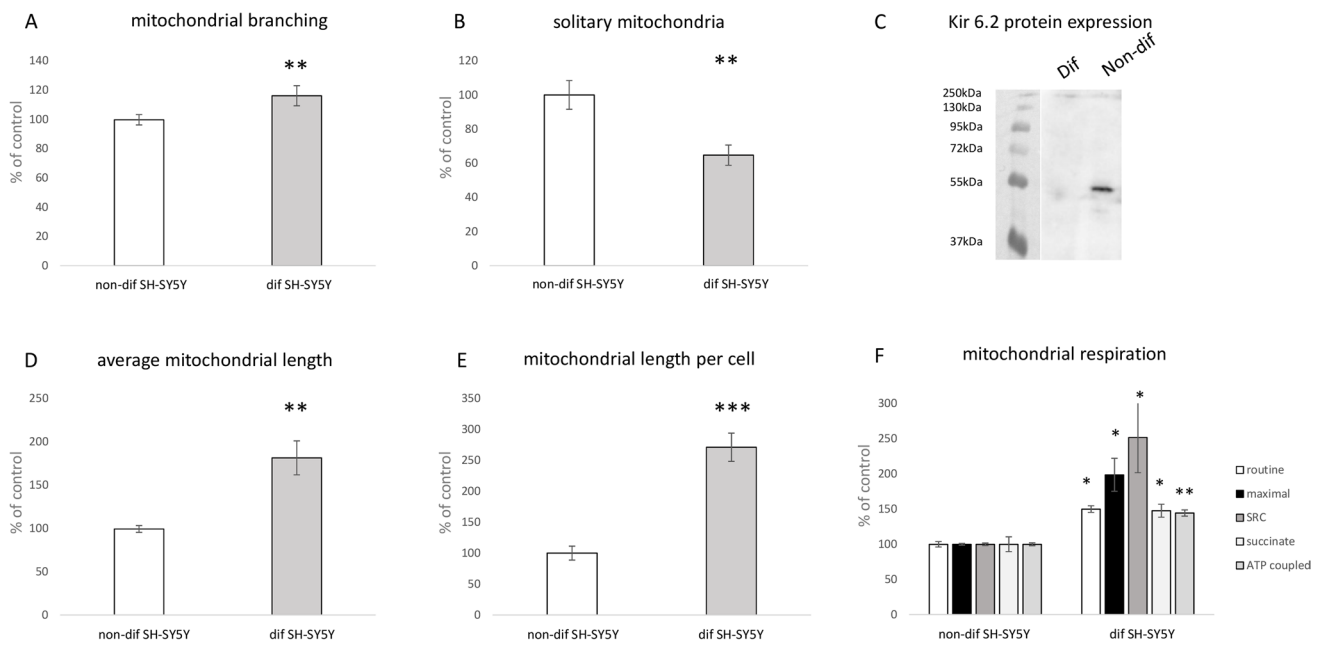 A mitochondrial branching
140
120
100
80
60
40
20
0
% of control
**
non-dif SH-SY5Y dif SH-SY5Y
B solitary mitochondria
120
100
80
60
40
20
0
% of control
**
non-dif SH-SY5Y dif SH-SY5Y
C Kir 6.2 protein expression
Dif Non-dif
250kDa
130kDa
95kDa
72kDa
55kDa
37kDa
D average mitochondrial length
250
200
150
100
50
0
% of control
**
non-dif SH-SY5Y dif SH-SY5Y
E mitochondrial length per cell
350
300
250
200
150
100
50
0
% of control
***
non-dif SH-SY5Y dif SH-SY5Y
F mitochondrial respiration
300
250
200
150
100
50
0
% of control
* * * * **
non-dif SH-SY5Y dif SH-SY5Y
routine
maximal
SRC
succinate
ATP coupled